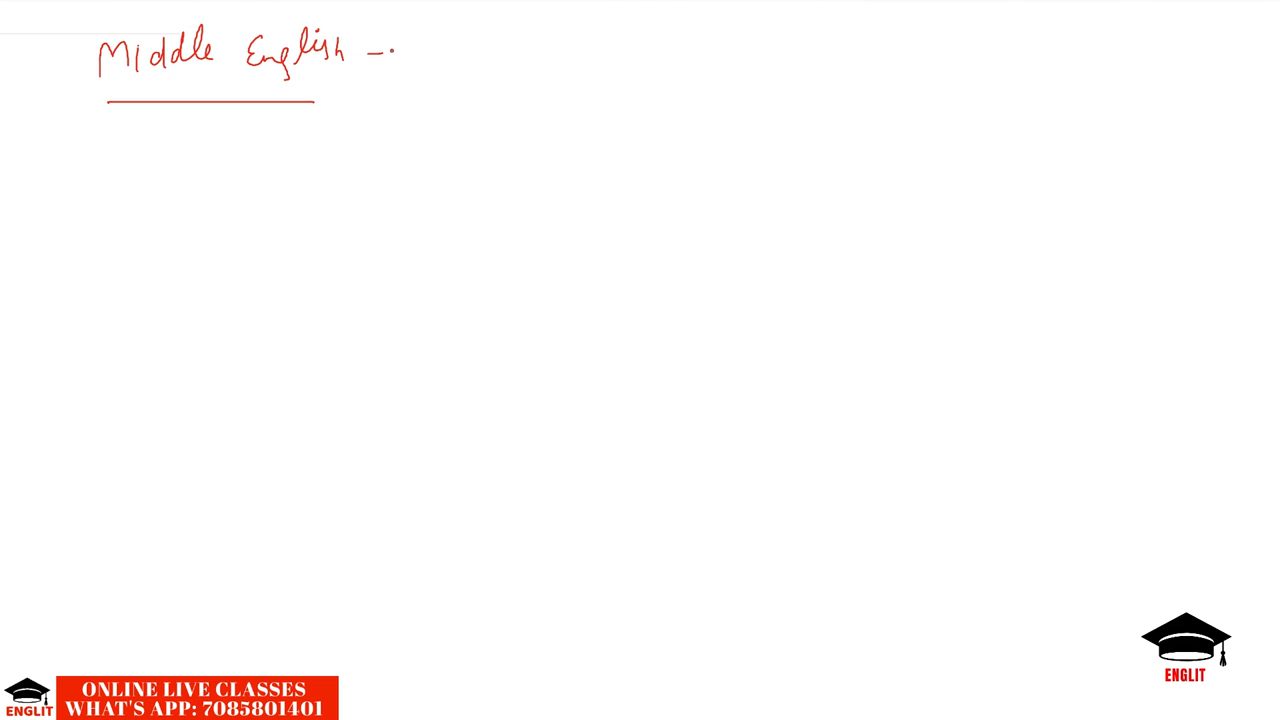 Middle English -
ENGLIT
ENGLIT
ONLINE LIVE CLASSES
WHAT'S APP: 7085801401